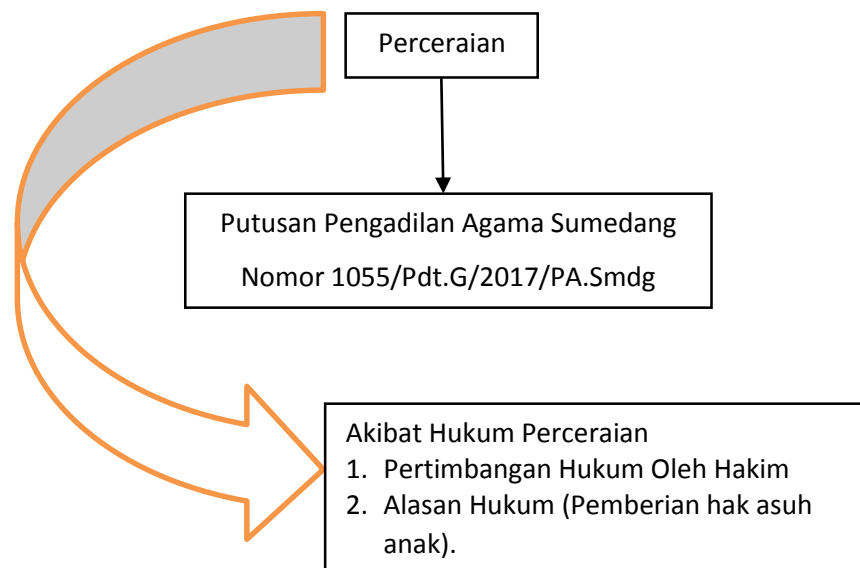 Perceraian
Putusan Pengadilan Agama Sumedang
Nomor 1055/Pdt.G/2017/PA.Smdg
Akibat Hukum Perceraian
1. Pertimbangan Hukum Oleh Hakim
2. Alasan Hukum (Pemberian hak asuh
anak).